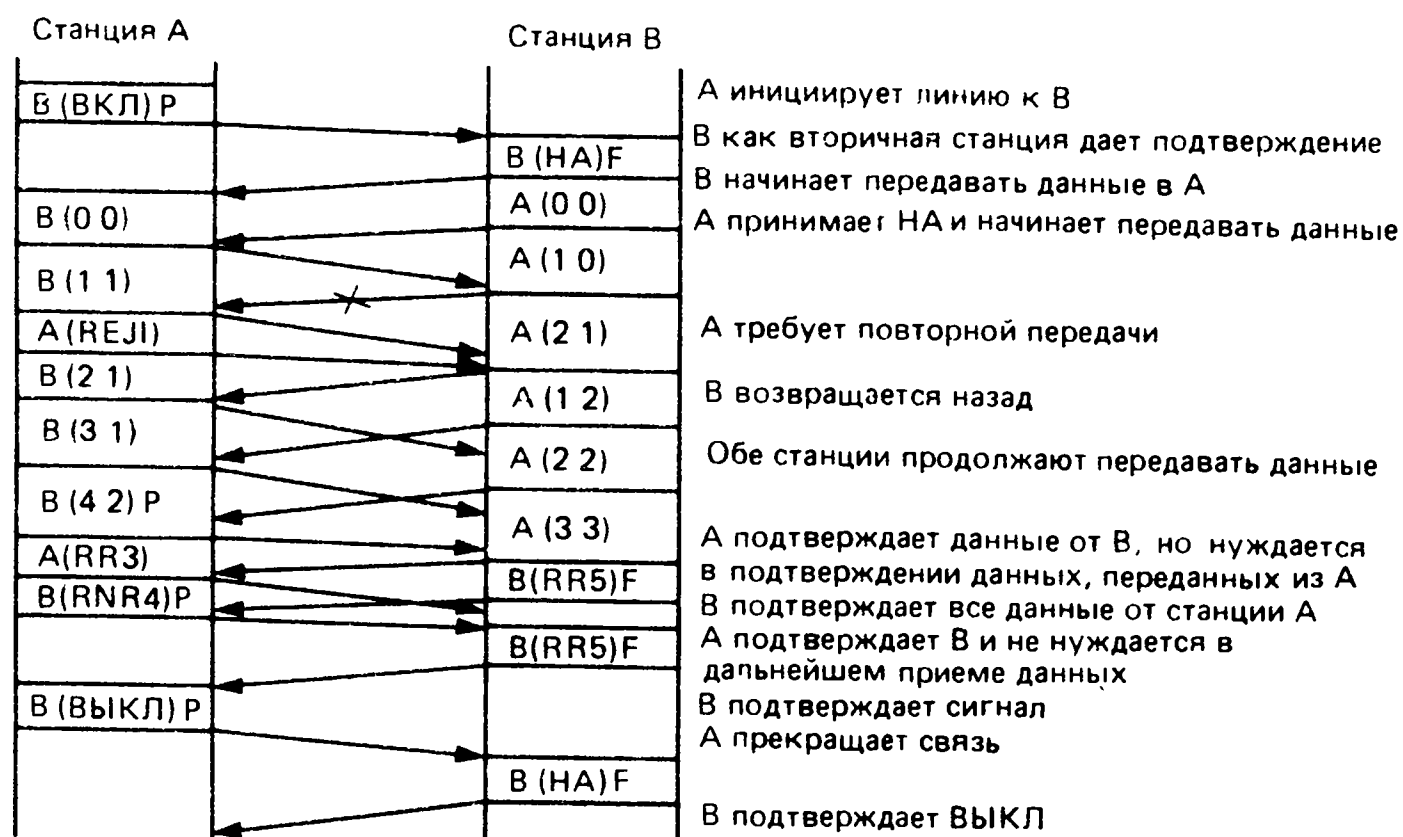 Станция А
Станция В
В (ВКЛ) Р
А инициирует линию к В
В (НА)F
В как вторичная станция дает подтверждение
В начинает передавать данные в А
В (0 0)
А (0 0)
А принимает НА и начинает передавать данные
В (1 1)
А (1 0)
А (REJI)
А (2 1)
А требует повторной передачи
В (2 1)
А (1 2)
В возвращается назад
В (3 1)
А (2 2)
Обе станции продолжают передавать данные
В (4 2) Р
А (3 3)
А подтверждает данные от В, но нуждается
А(RR3)
B(RR5)F
в подтверждении данных, переданных из А
B(RNR4)P
В подтверждает все данные от станции А
B(RR5)F
А подтверждает В и не нуждается в
дальнейшем приеме данных
В (ВЫКЛ) Р
В подтверждает сигнал
А прекращает связь
В (НА)F
В подтверждает ВЫКЛ